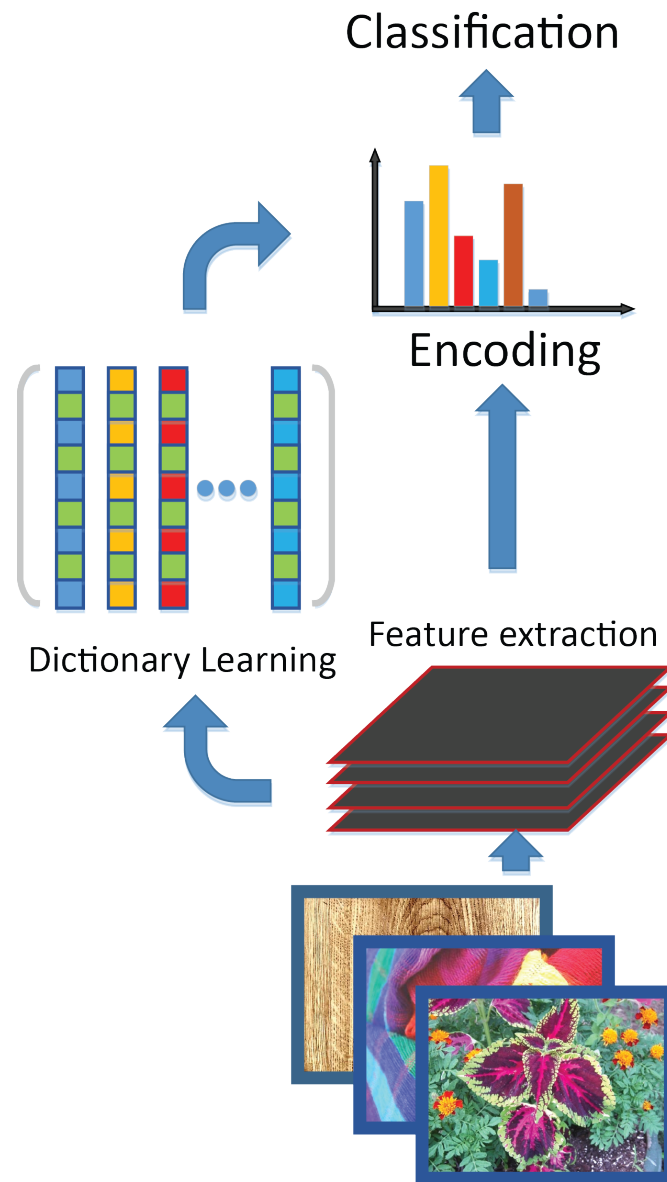 Classification
Encoding
Feature extraction
Dictionary Learning